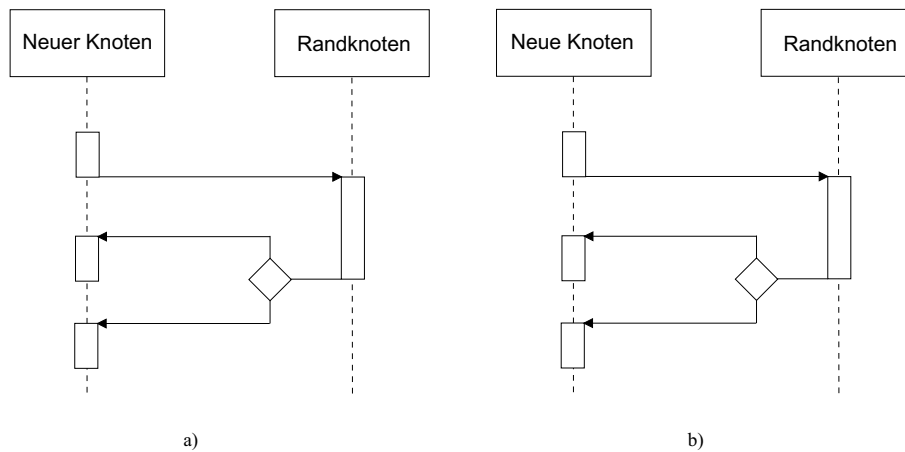 Neuer Knoten
Randknoten
Neue Knoten
Randknoten
a)
b)